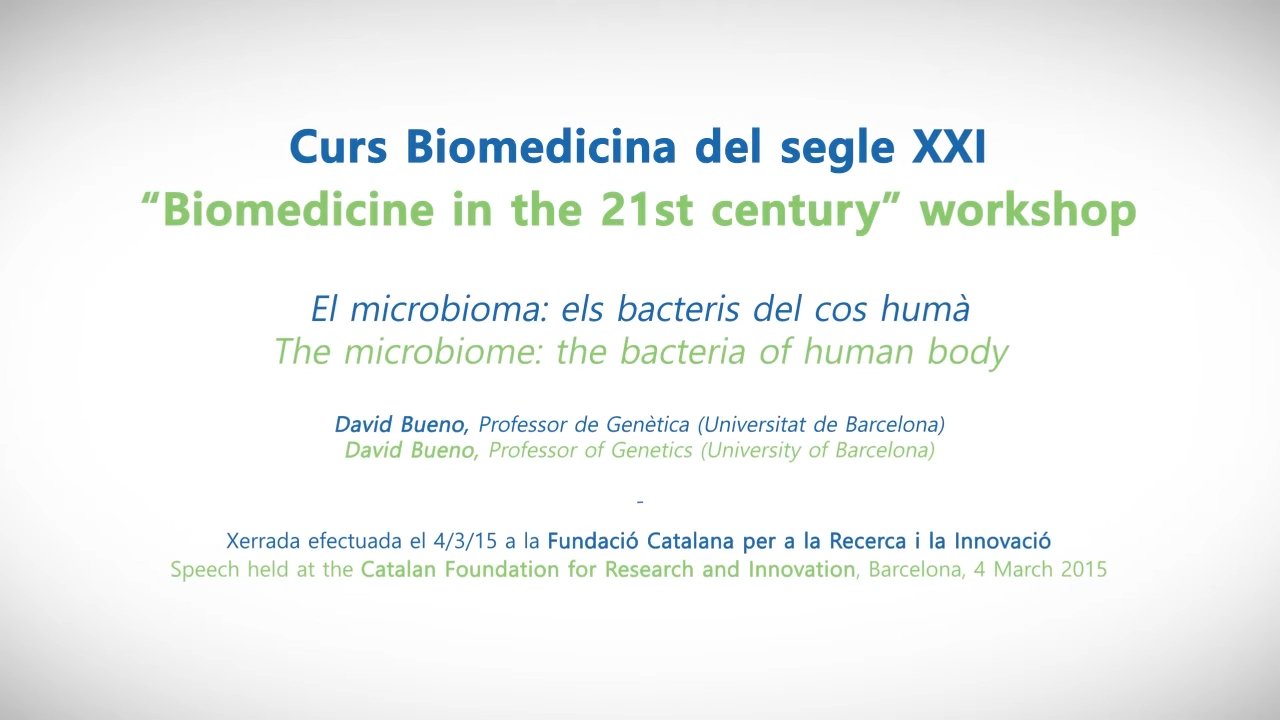 Curs Biomedicina del segle XXI
“Biomedicine in the 21st century” workshop
El microbioma: els bacteris del cos humà
The microbiome: the bacteria of human body
David Bueno, Professor de Genètica (Universitat de Barcelona)
David Bueno, Professor of Genetics (University of Barcelona)
-
Xerrada efectuada el 4/3/15 a la Fundació Catalana per a la Recerca i la Innovació
Speech held at the Catalan Foundation for Research and Innovation, Barcelona, 4 March 2015